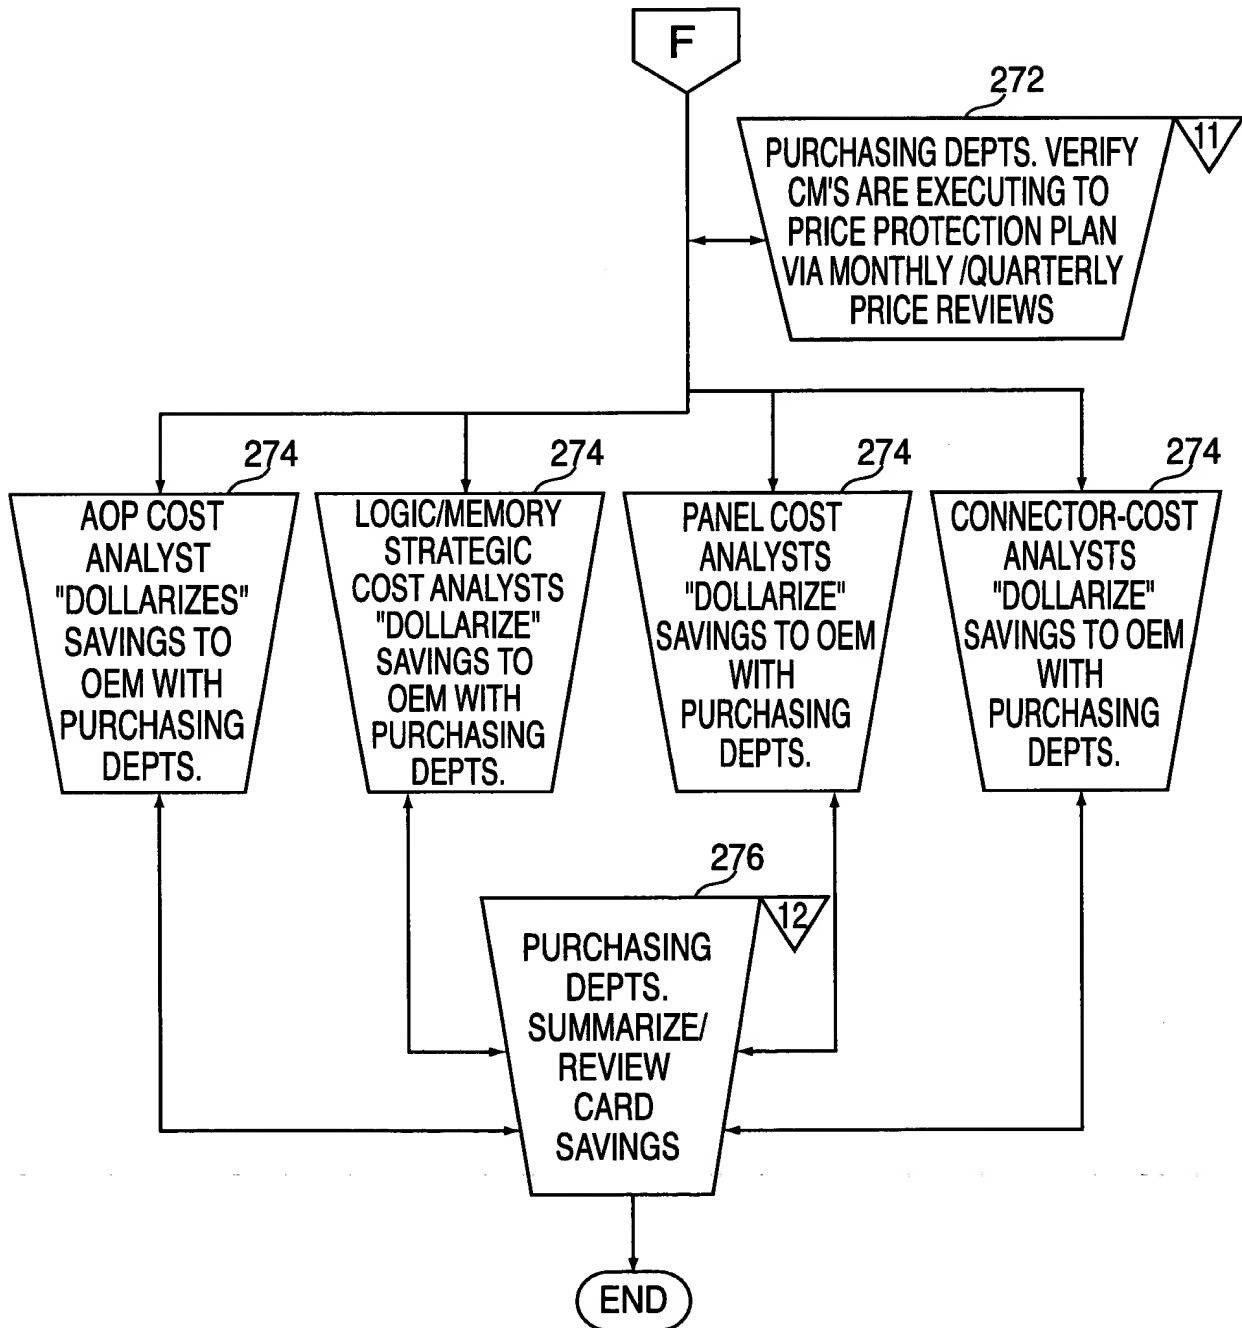 F
272
11
PURCHASING DEPTS. VERIFY
CM'S ARE EXECUTING TO
PRICE PROTECTION PLAN
VIA MONTHLY /QUARTERLY
PRICE REVIEWS
274
AOP COST
ANALYST
"DOLLARIZES"
SAVINGS TO
OEM WITH
PURCHASING
DEPTS.
274
LOGIC/MEMORY
STRATEGIC
COST ANALYSTS
"DOLLARIZE"
SAVINGS TO
OEM WITH
PURCHASING
DEPTS.
274
PANEL COST
ANALYSTS
"DOLLARIZE"
SAVINGS TO OEM
WITH
PURCHASING
DEPTS.
274
CONNECTOR-COST
ANALYSTS
"DOLLARIZE"
SAVINGS TO OEM
WITH
PURCHASING
DEPTS.
276
12
PURCHASING
DEPTS.
SUMMARIZE/
REVIEW
CARD
SAVINGS
END